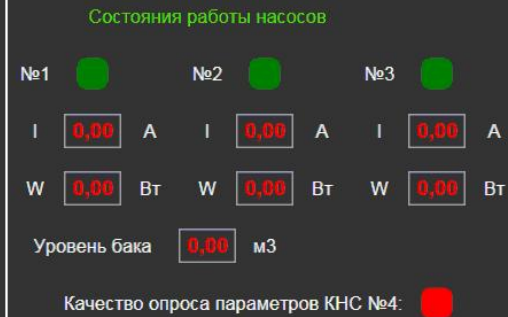 Состояния работы насосов
№1 №2 №3
I 0,00 А I 0,00 А I 0,00 А
W 0,00 Вт W 0,00 Вт W 0,00 Вт
Уровень бака 0,00 м3
Качество опроса параметров КНС №4: